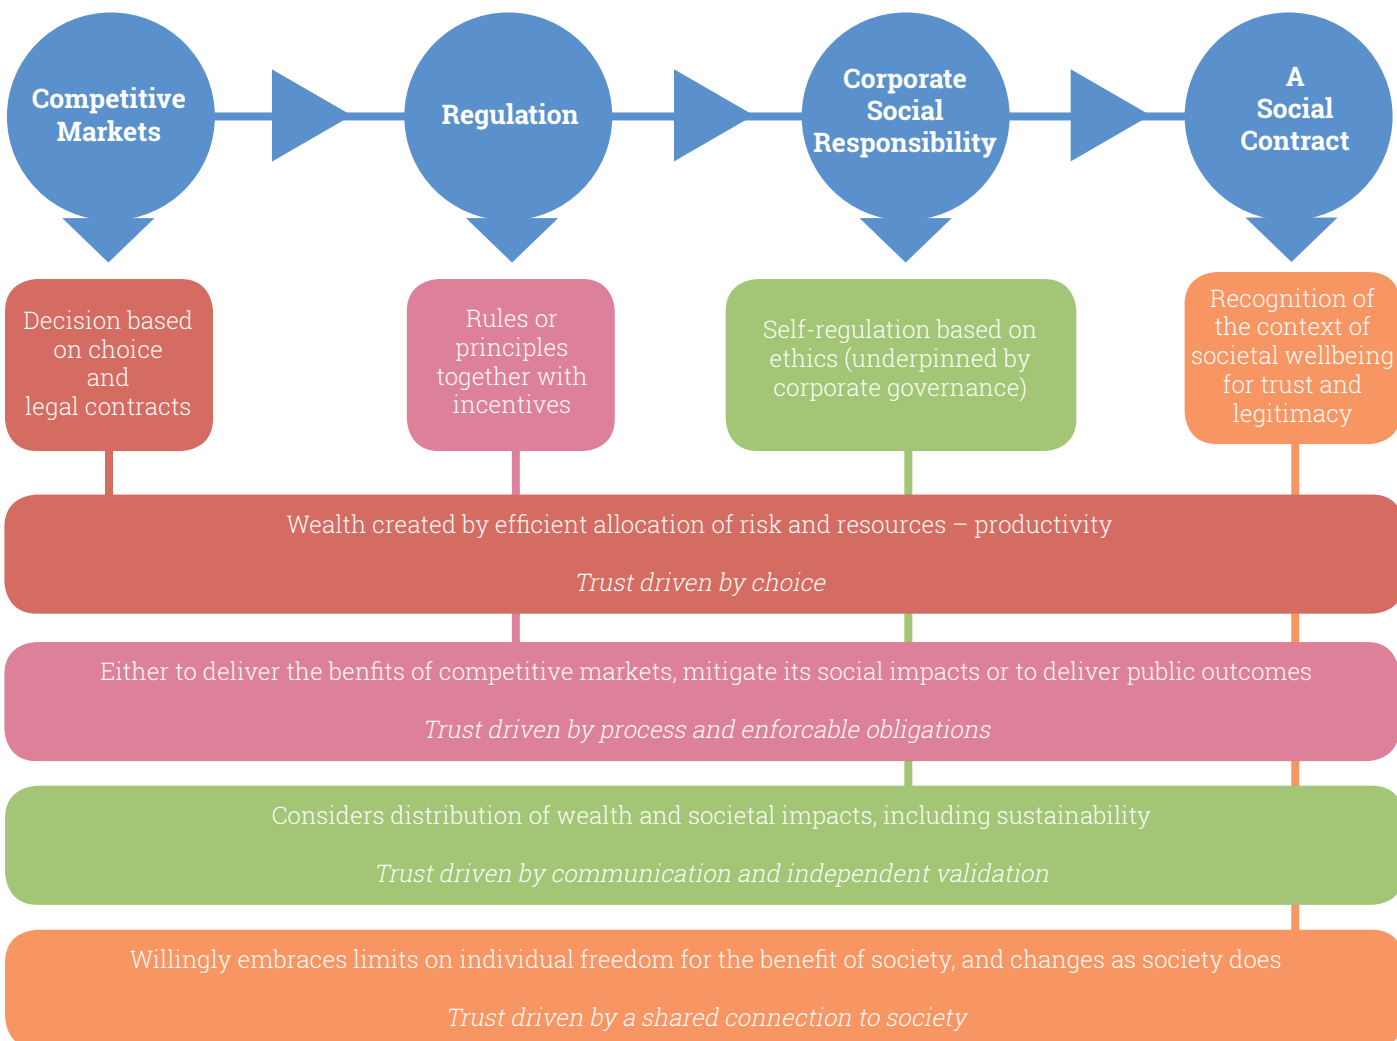 Competitive
Markets
Regulation
Corporate
Social
Responsibility
A
Social
Contract
Decision based
on choice
and
legal contracts
Rules or
principles
together with
incentives
Self-regulation based on
ethics (underpinned by
corporate governance)
Recognition of
the context of
societal wellbeing
for trust and
legitimacy
Wealth created by efficient allocation of risk and resources – productivity
Trust driven by choice
Either to deliver the benfits of competitive markets, mitigate its social impacts or to deliver public outcomes
Trust driven by process and enforcable obligations
Considers distribution of wealth and societal impacts, including sustainability
Trust driven by communication and independent validation
Willingly embraces limits on individual freedom for the benefit of society, and changes as society does
Trust driven by a shared connection to society